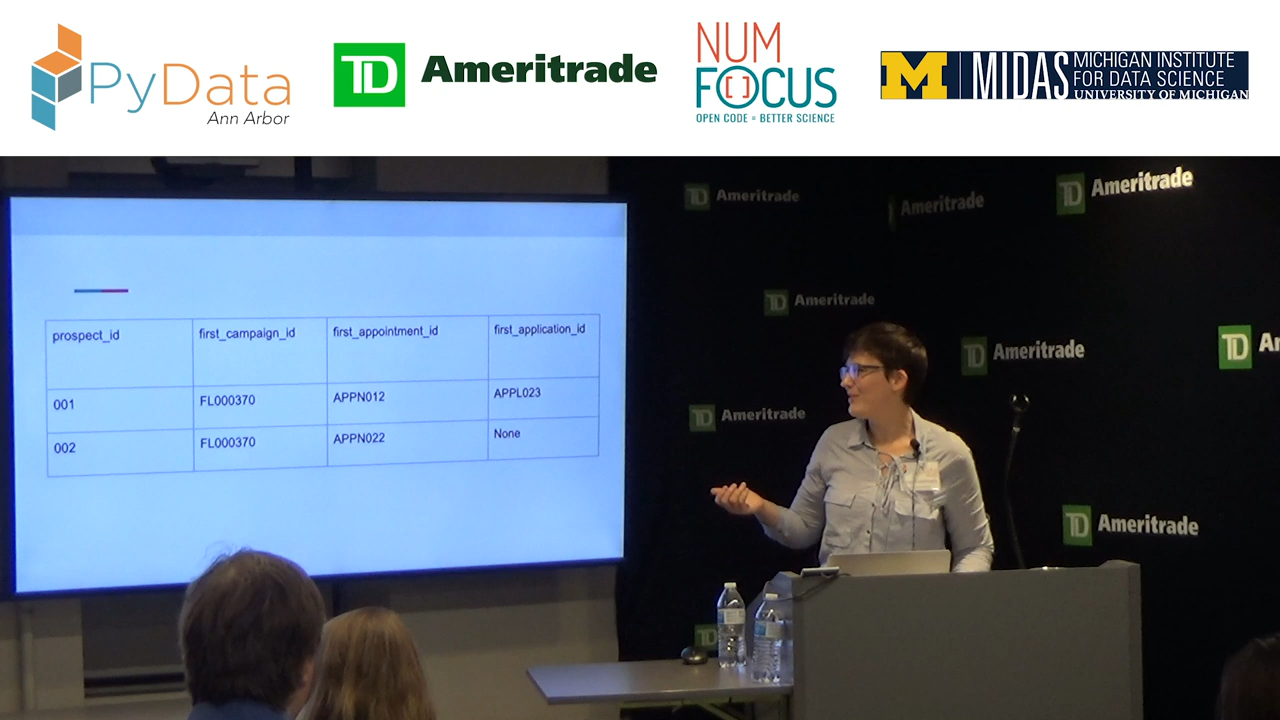 PyData
Ann Arbor
TD Ameritrade
NUM
FOCUS
OPEN CODE = BETTER SCIENCE
M MIDAS
MICHIGAN INSTITUTE
FOR DATA SCIENCE
UNIVERSITY OF MICHIGAN
prospect_id first_campaign_id first_appointment_id first_application_id
001 FL000370 APPN012 APPL023
002 FL000370 APPN022 None
TD Ameritrade
Ameritrade
TD Ameritrade
TD Ameritrade
TD Ameritrade
TD
TD Ameritrade
TD Ameritrade
TD